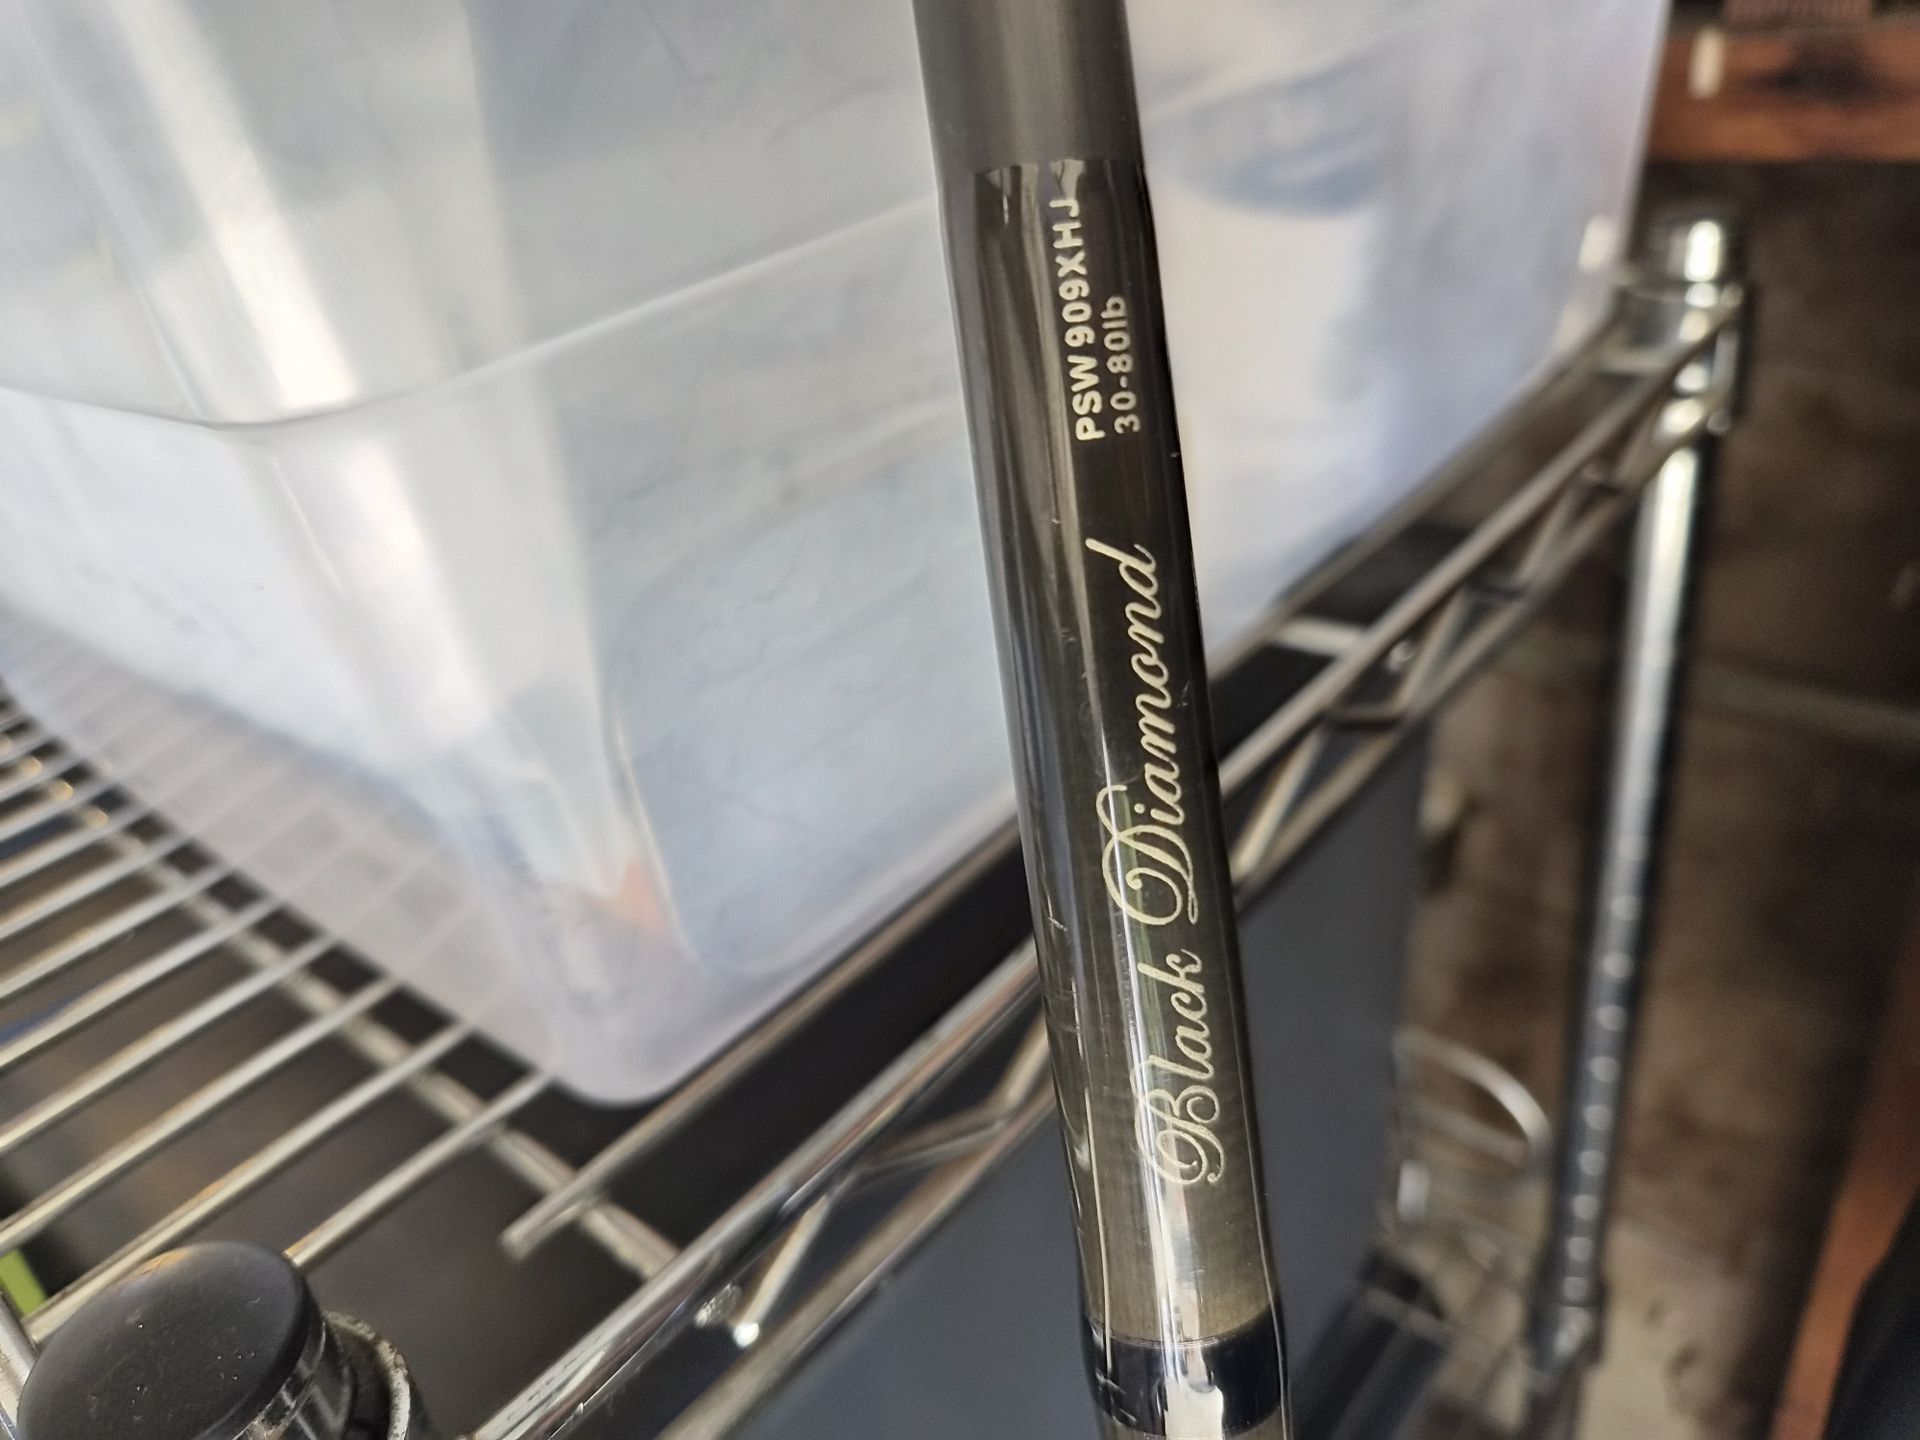 PSW909XHJ
30-80lb
Black Diamond